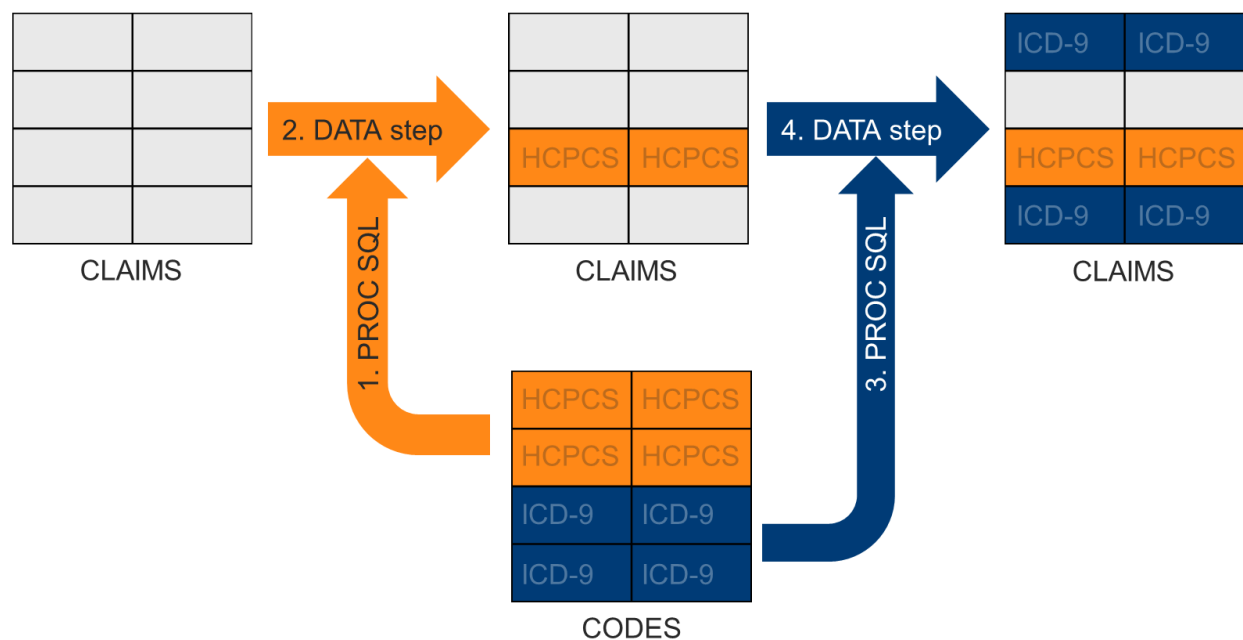 ICD-9 ICD-9
2. DATA step
4. DATA step
HCPCS HCPCS
HCPCS HCPCS
ICD-9 ICD-9
CLAIMS
CLAIMS
CLAIMS
1. PROC SQL
3. PROC SQL
HCPCS HCPCS
HCPCS HCPCS
ICD-9 ICD-9
ICD-9 ICD-9
CODES